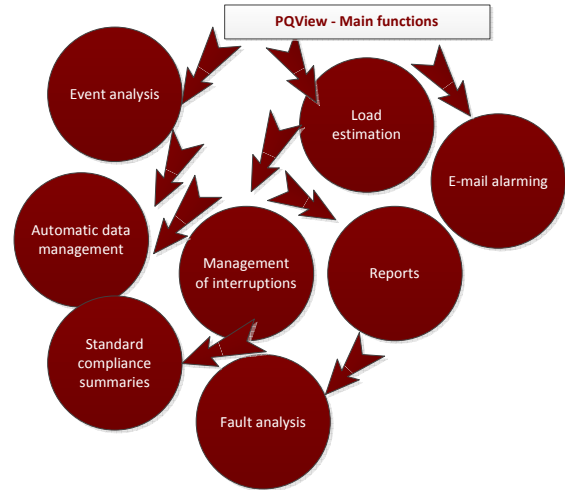 PQView - Main functions
Event analysis
Load
estimation
E-mail alarming
Automatic data
management
Management
of interruptions
Reports
Standard
compliance
summaries
Fault analysis